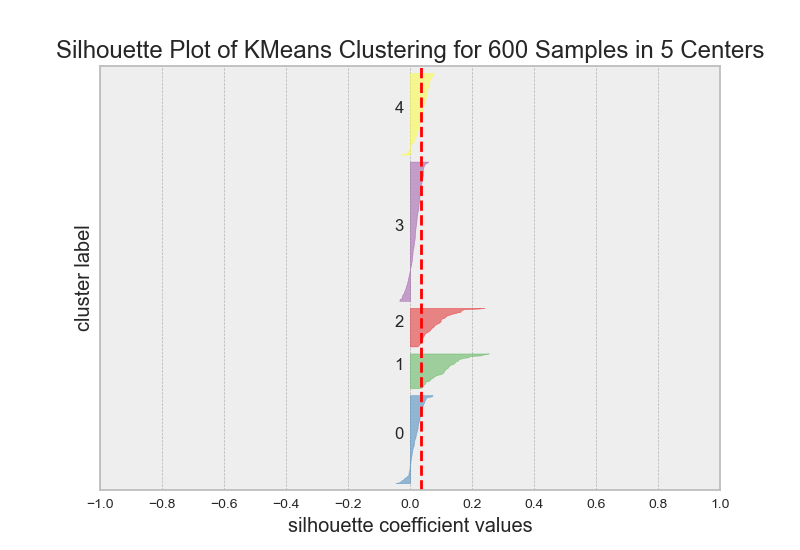 Silhouette Plot of KMeans Clustering for 600 Samples in 5 Centers
4
3
2
1
0
cluster label
−1.0 −0.8 −0.6 −0.4 −0.2 0.0 0.2 0.4 0.6 0.8 1.0
silhouette coefficient values